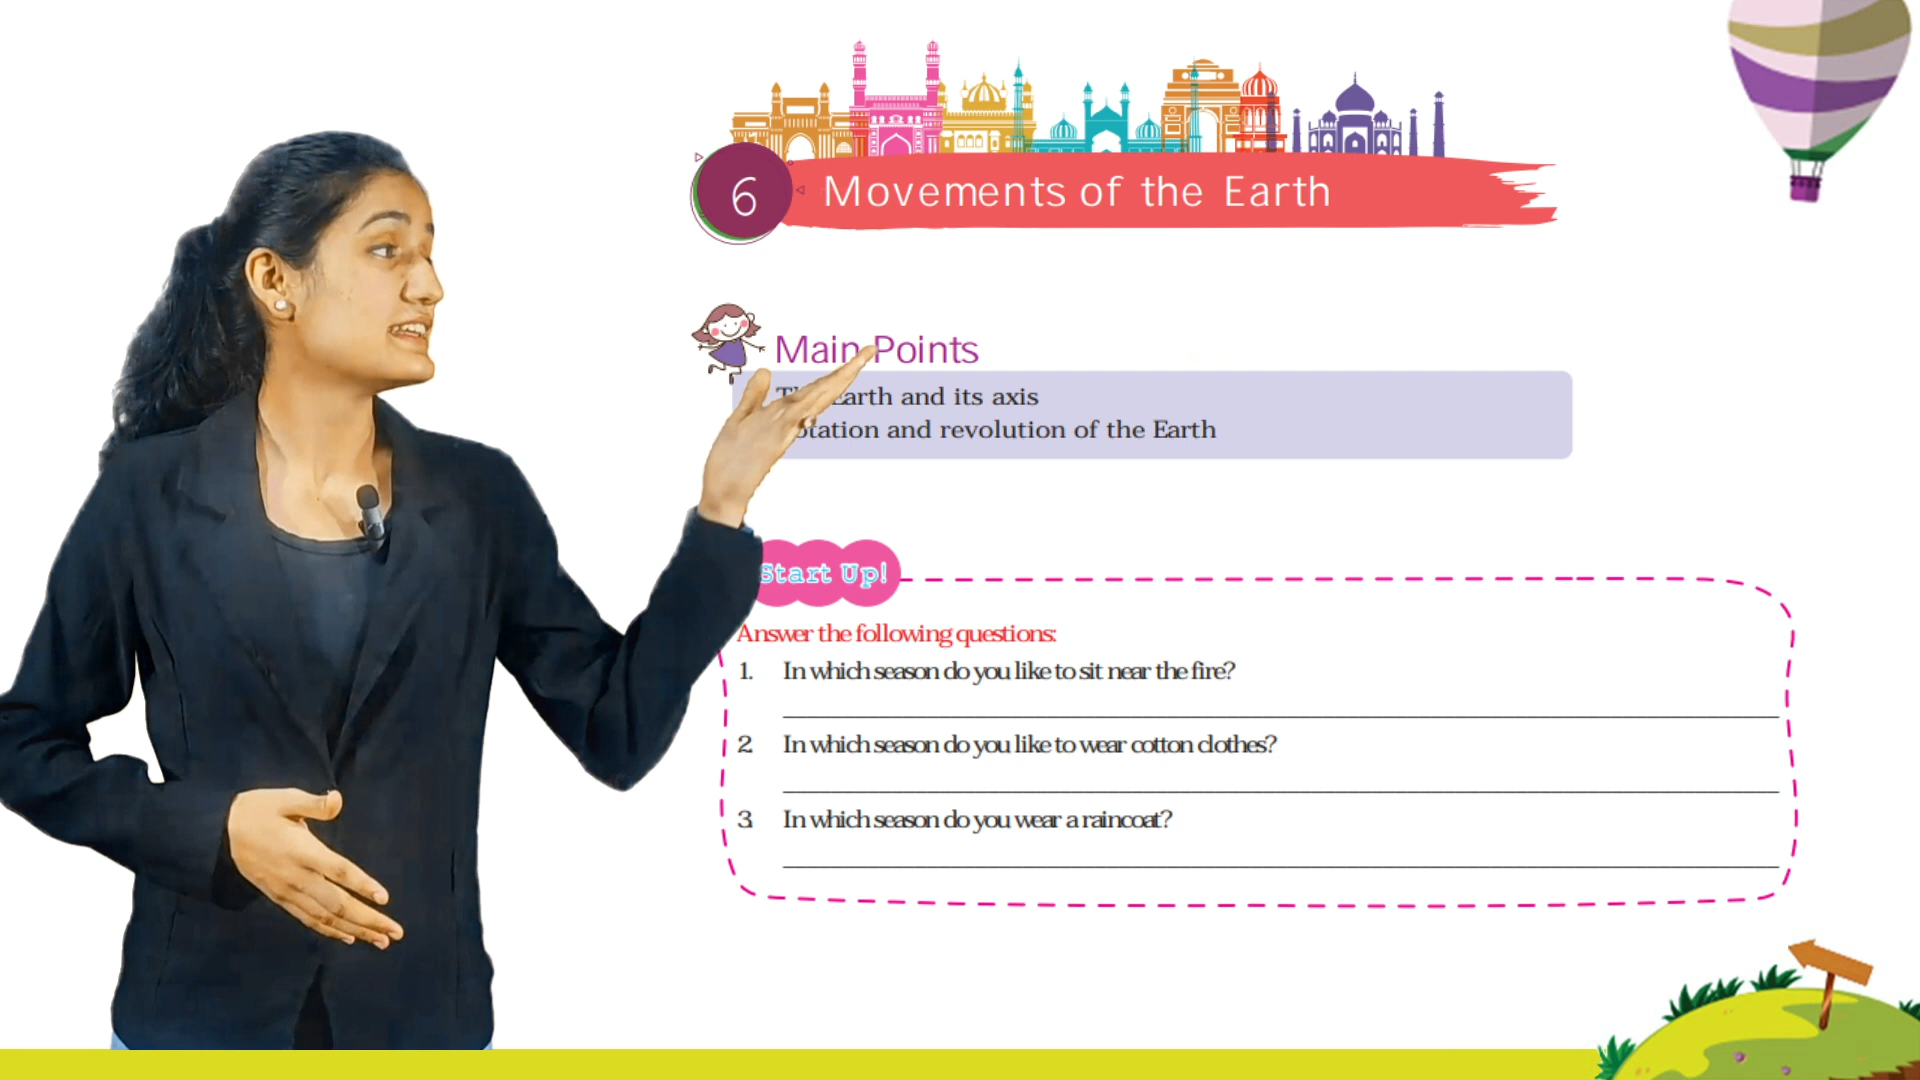 6
Movements of the Earth
Main Points
Earth and its axis
and revolution of the Earth
Start Up!
Answer the following questions:
1. In which season do you like to sit near the fire?
2. In which season do you like to wear cotton clothes?
3. In which season do you wear a raincoat?